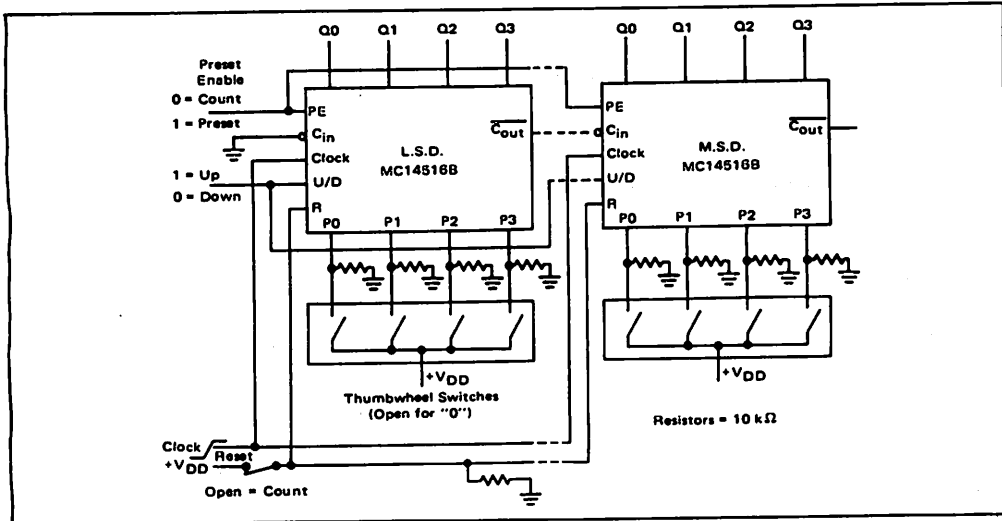 Q0 Q1 Q2 Q3
Q0 Q1 Q2 Q3
Preset
Enable
0 = Count
1 = Preset
PE
Cin
Clock
U/D
R
Cout
L.S.D.
MC14516B
P0 P1 P2 P3
1 = Up
0 = Down
PE
Cin
Clock
U/D
R
Cout
M.S.D.
MC14516B
P0 P1 P2 P3
+VDD
Thumbwheel Switches
(Open for "0")
+VDD
Resistors = 10 kΩ
Clock
Reset
+VDD
Open = Count